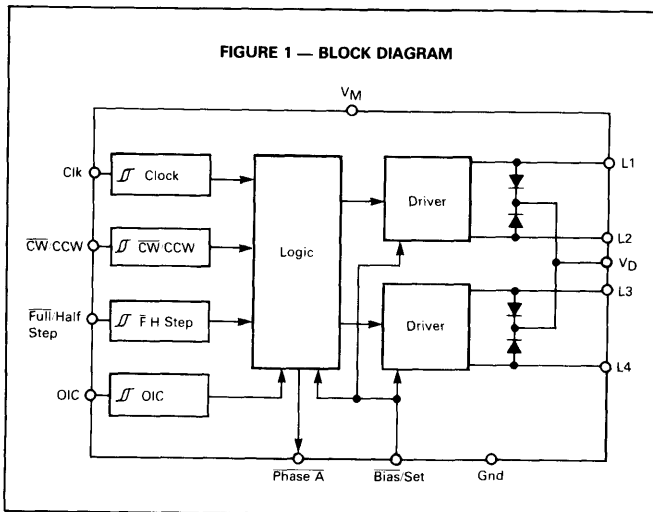 FIGURE 1 — BLOCK DIAGRAM
VM
Clk
Clock
L1
Driver
CW/CCW
CW/CCW
Logic
L2
VD
L3
Full/Half
Step
F H Step
Driver
OIC
OIC
L4
Phase A
Bias/Set
Gnd